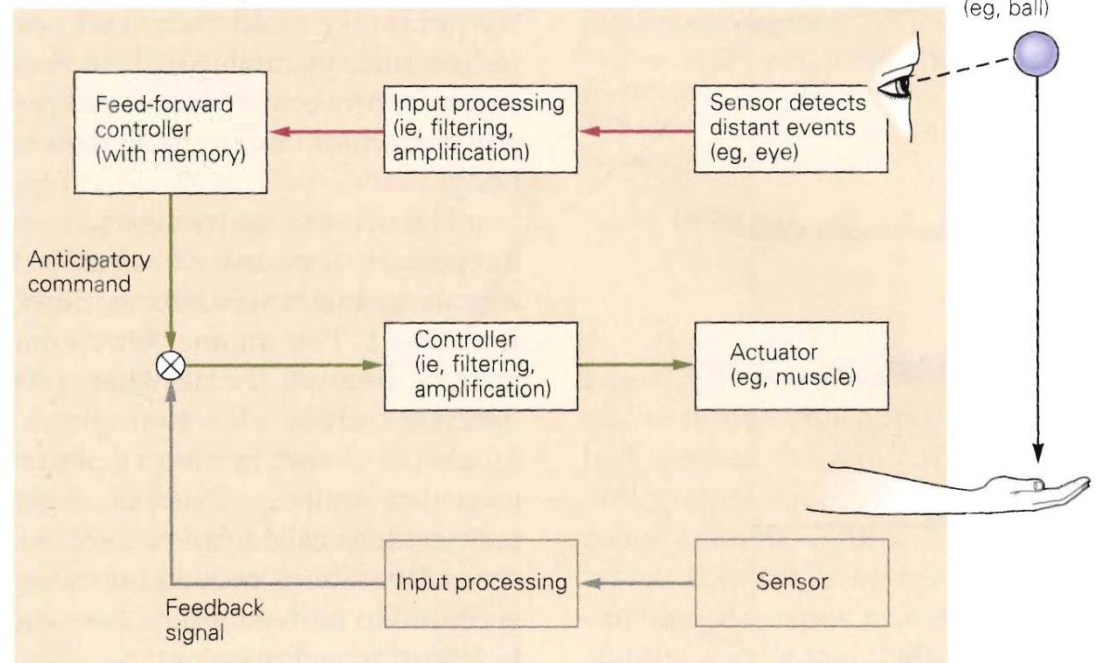 (eg, ball)
Feed-forward
controller
(with memory)
Input processing
(ie, filtering,
amplification)
Sensor detects
distant events
(eg, eye)
Anticipatory
command
Controller
(ie, filtering,
amplification)
Actuator
(eg, muscle)
Input processing
Sensor
Feedback
signal